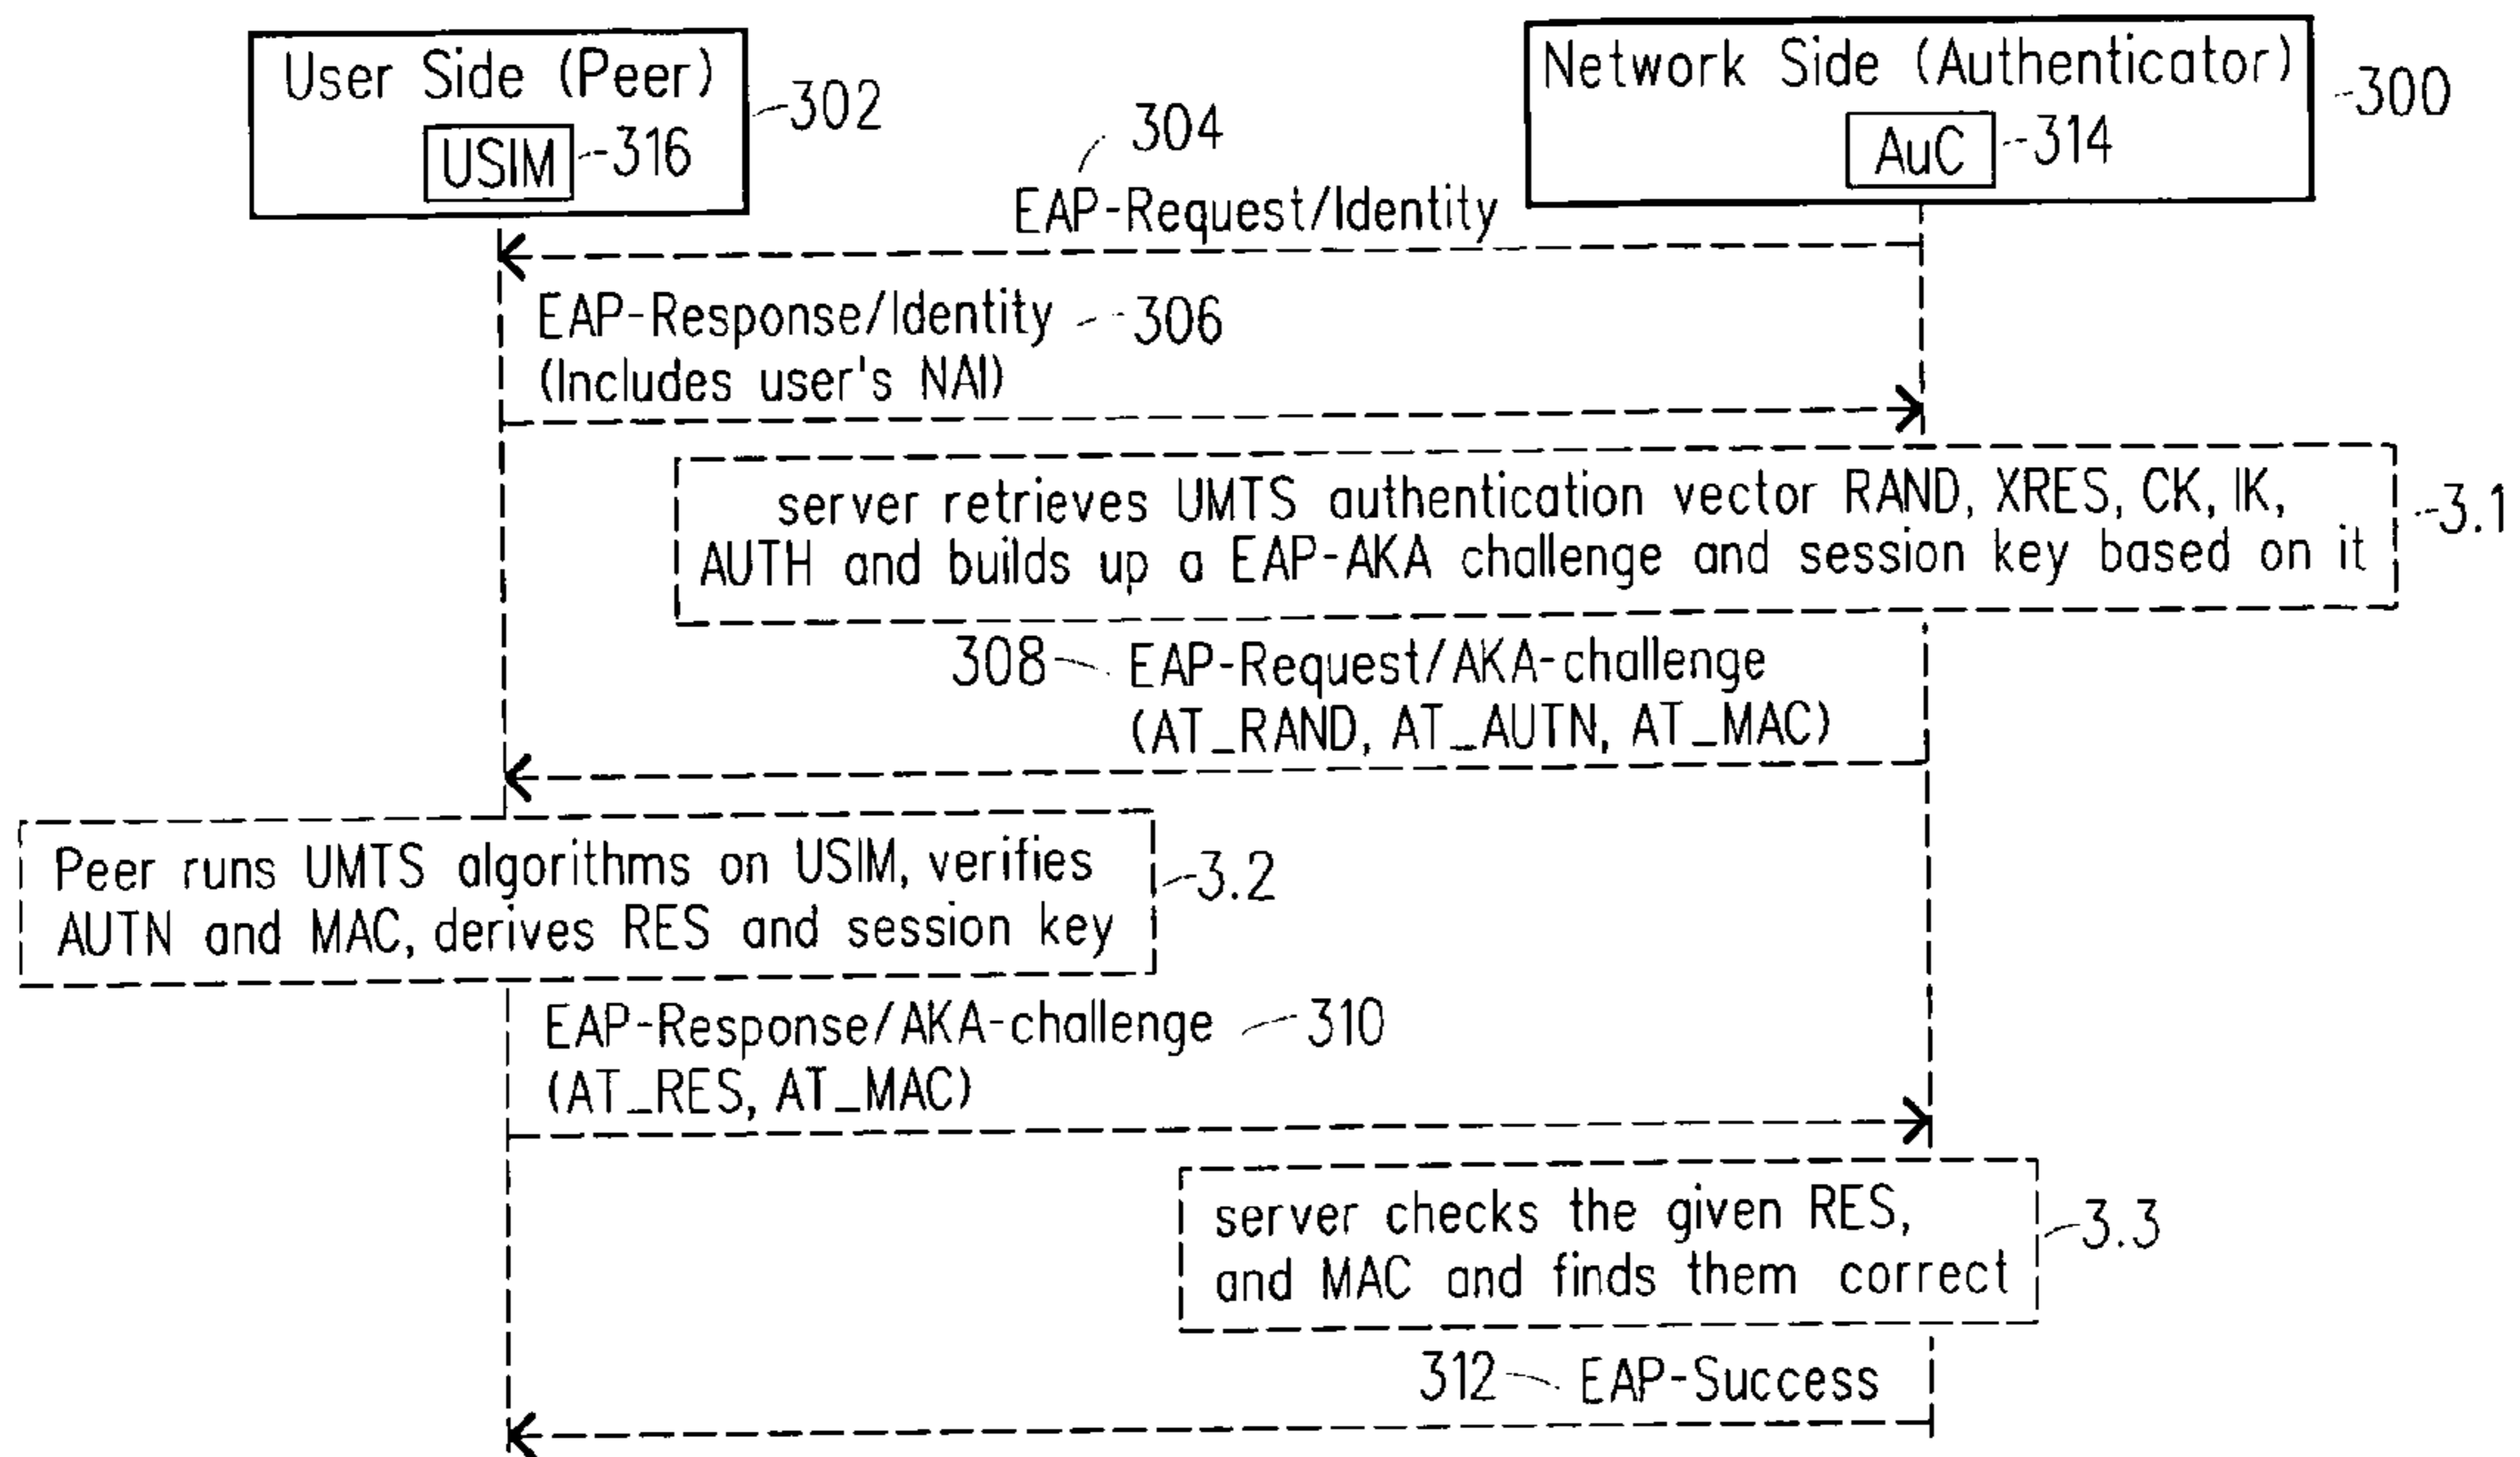 User Side (Peer)
302
USIM
316
Network Side (Authenticator)
300
AuC
314
304
EAP-Request/Identity
EAP-Response/Identity
306
(Includes user's NAI)
server retrieves UMTS authentication vector RAND, XRES, CK, IK,
AUTH and builds up a EAP-AKA challenge and session key based on it
3.1
308
EAP-Request/AKA-challenge
(AT_RAND, AT_AUTN, AT_MAC)
Peer runs UMTS algorithms on USIM, verifies
AUTN and MAC, derives RES and session key
3.2
EAP-Response/AKA-challenge
310
(AT_RES, AT_MAC)
server checks the given RES,
and MAC and finds them correct
3.3
312
EAP-Success